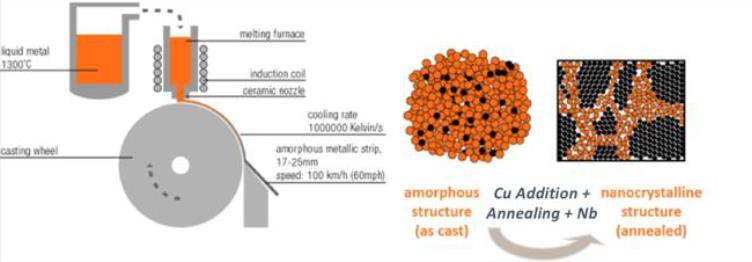 liquid metal
1300°C
melting furnace
induction coil
ceramic nozzle
cooling rate
1000000 Kelvin/s
casting wheel
amorphous metallic strip,
17-25mm
speed: 100 km/h (60mph)
amorphous
structure
(as cast)
Cu Addition +
Annealing + Nb
nanocrystalline
structure
(annealed)